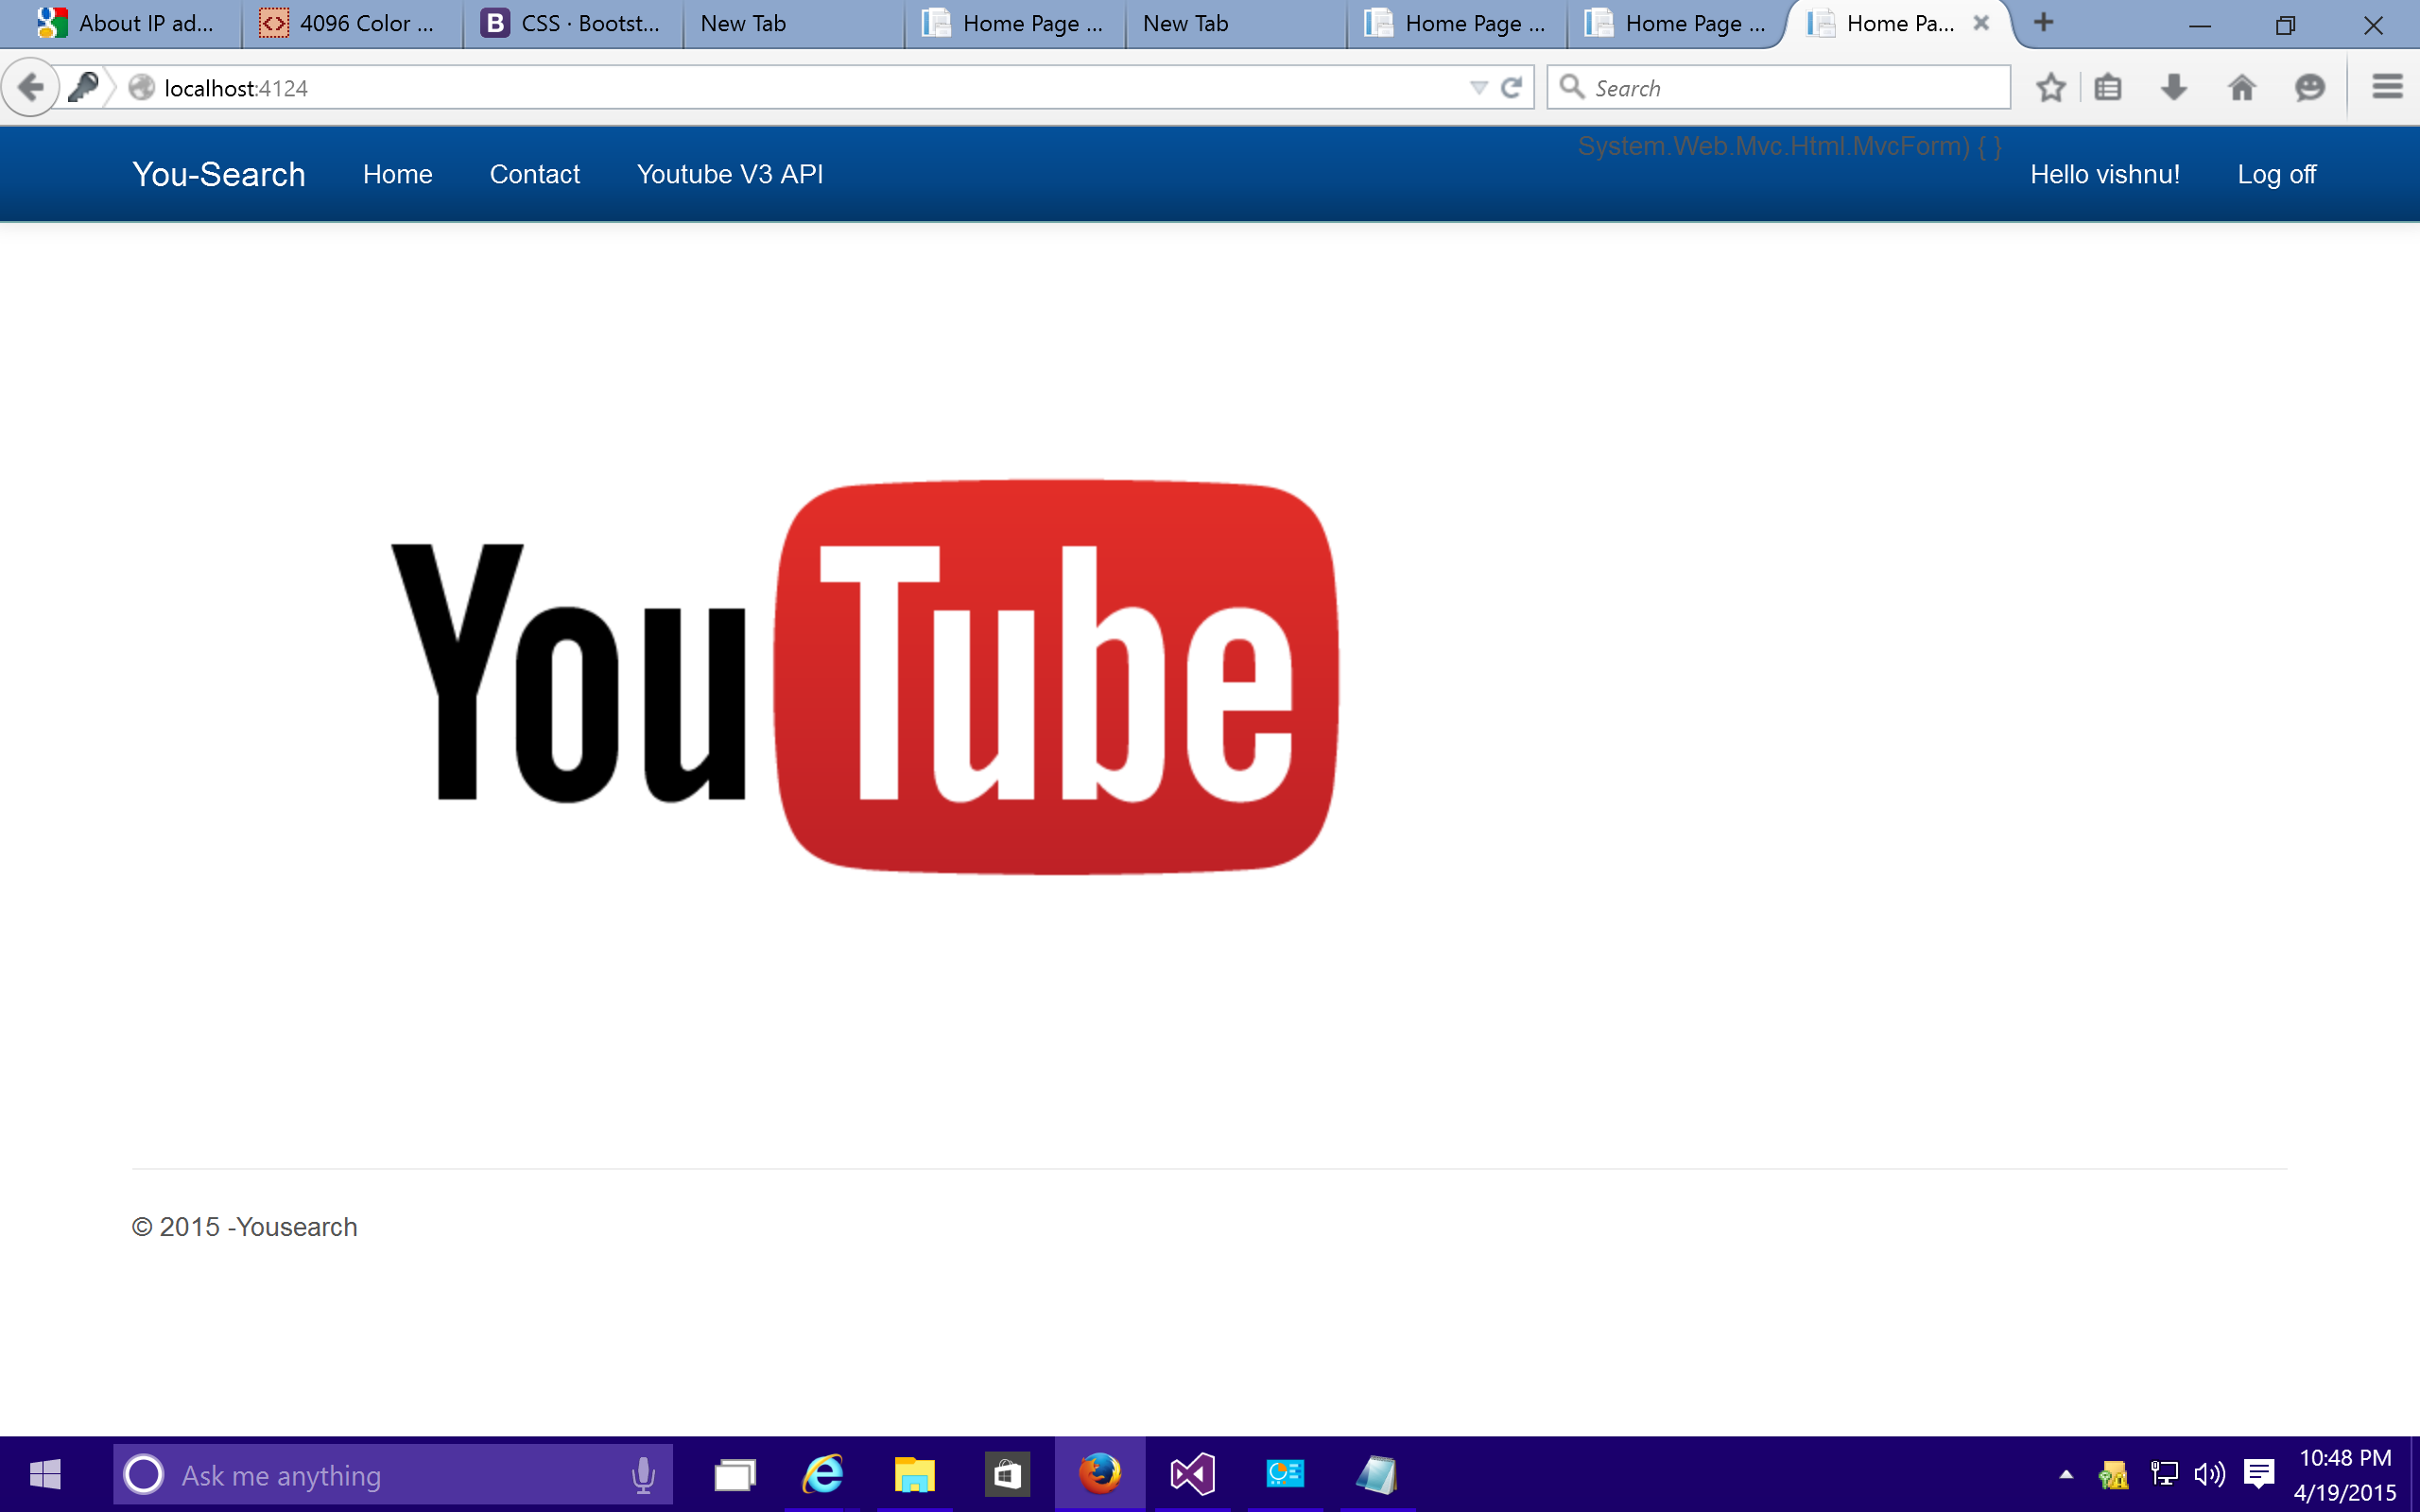 About IP ad...
4096 Color ...
B CSS · Bootst...
New Tab
Home Page ...
New Tab
Home Page ...
Home Page ...
Home Pa...
localhost:4124
Search
System.Web.Mvc.Html.MvcForm) { }
You-Search Home Contact Youtube V3 API Hello vishnu! Log off
YouTube
© 2015 -Yousearch
Ask me anything
10:48 PM
4/19/2015